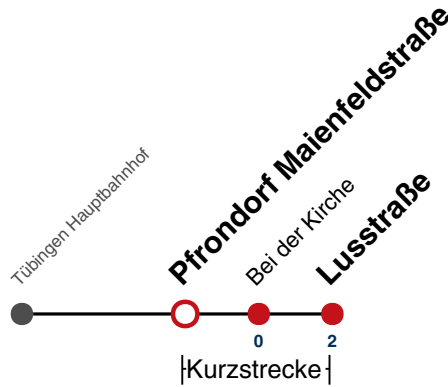 Tübingen Hauptbahnhof
Pfrondorf Maienfeldstraße
Bei der Kirche
Lusstraße
0
2
Kurzstrecke